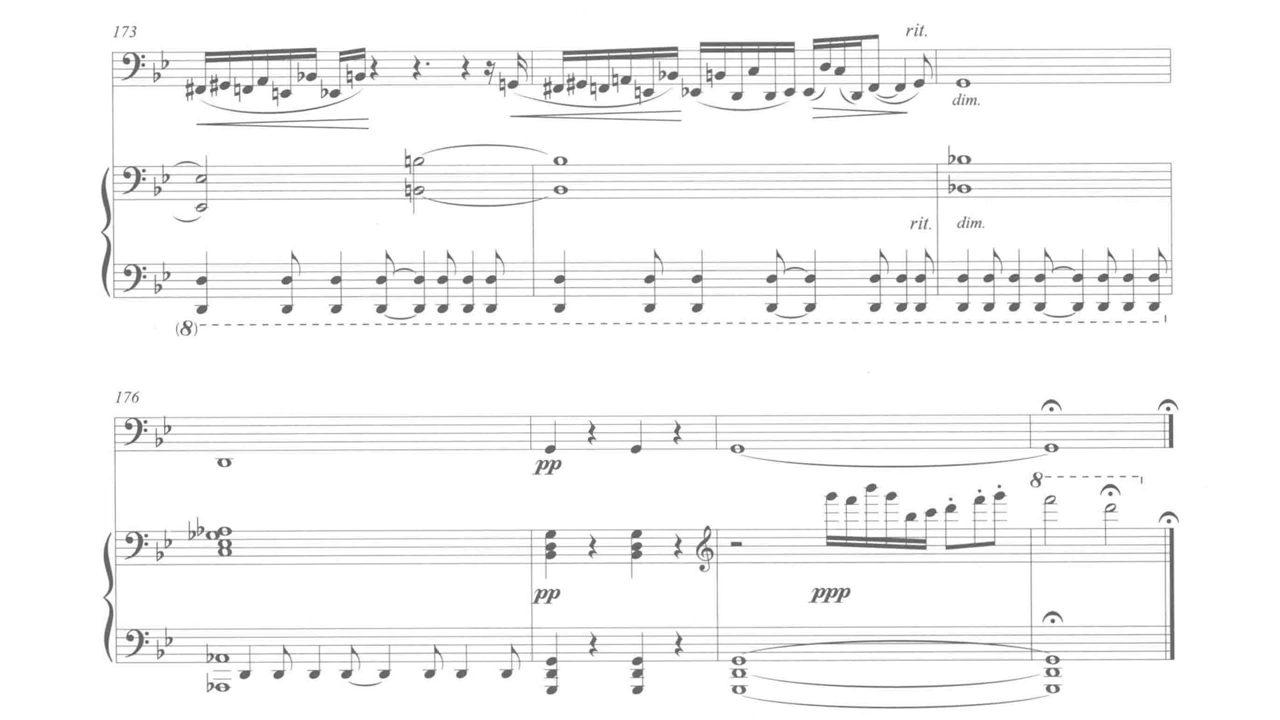 173
rit.
dim.
rit. dim.
(8)
176
pp
8
pp ppp